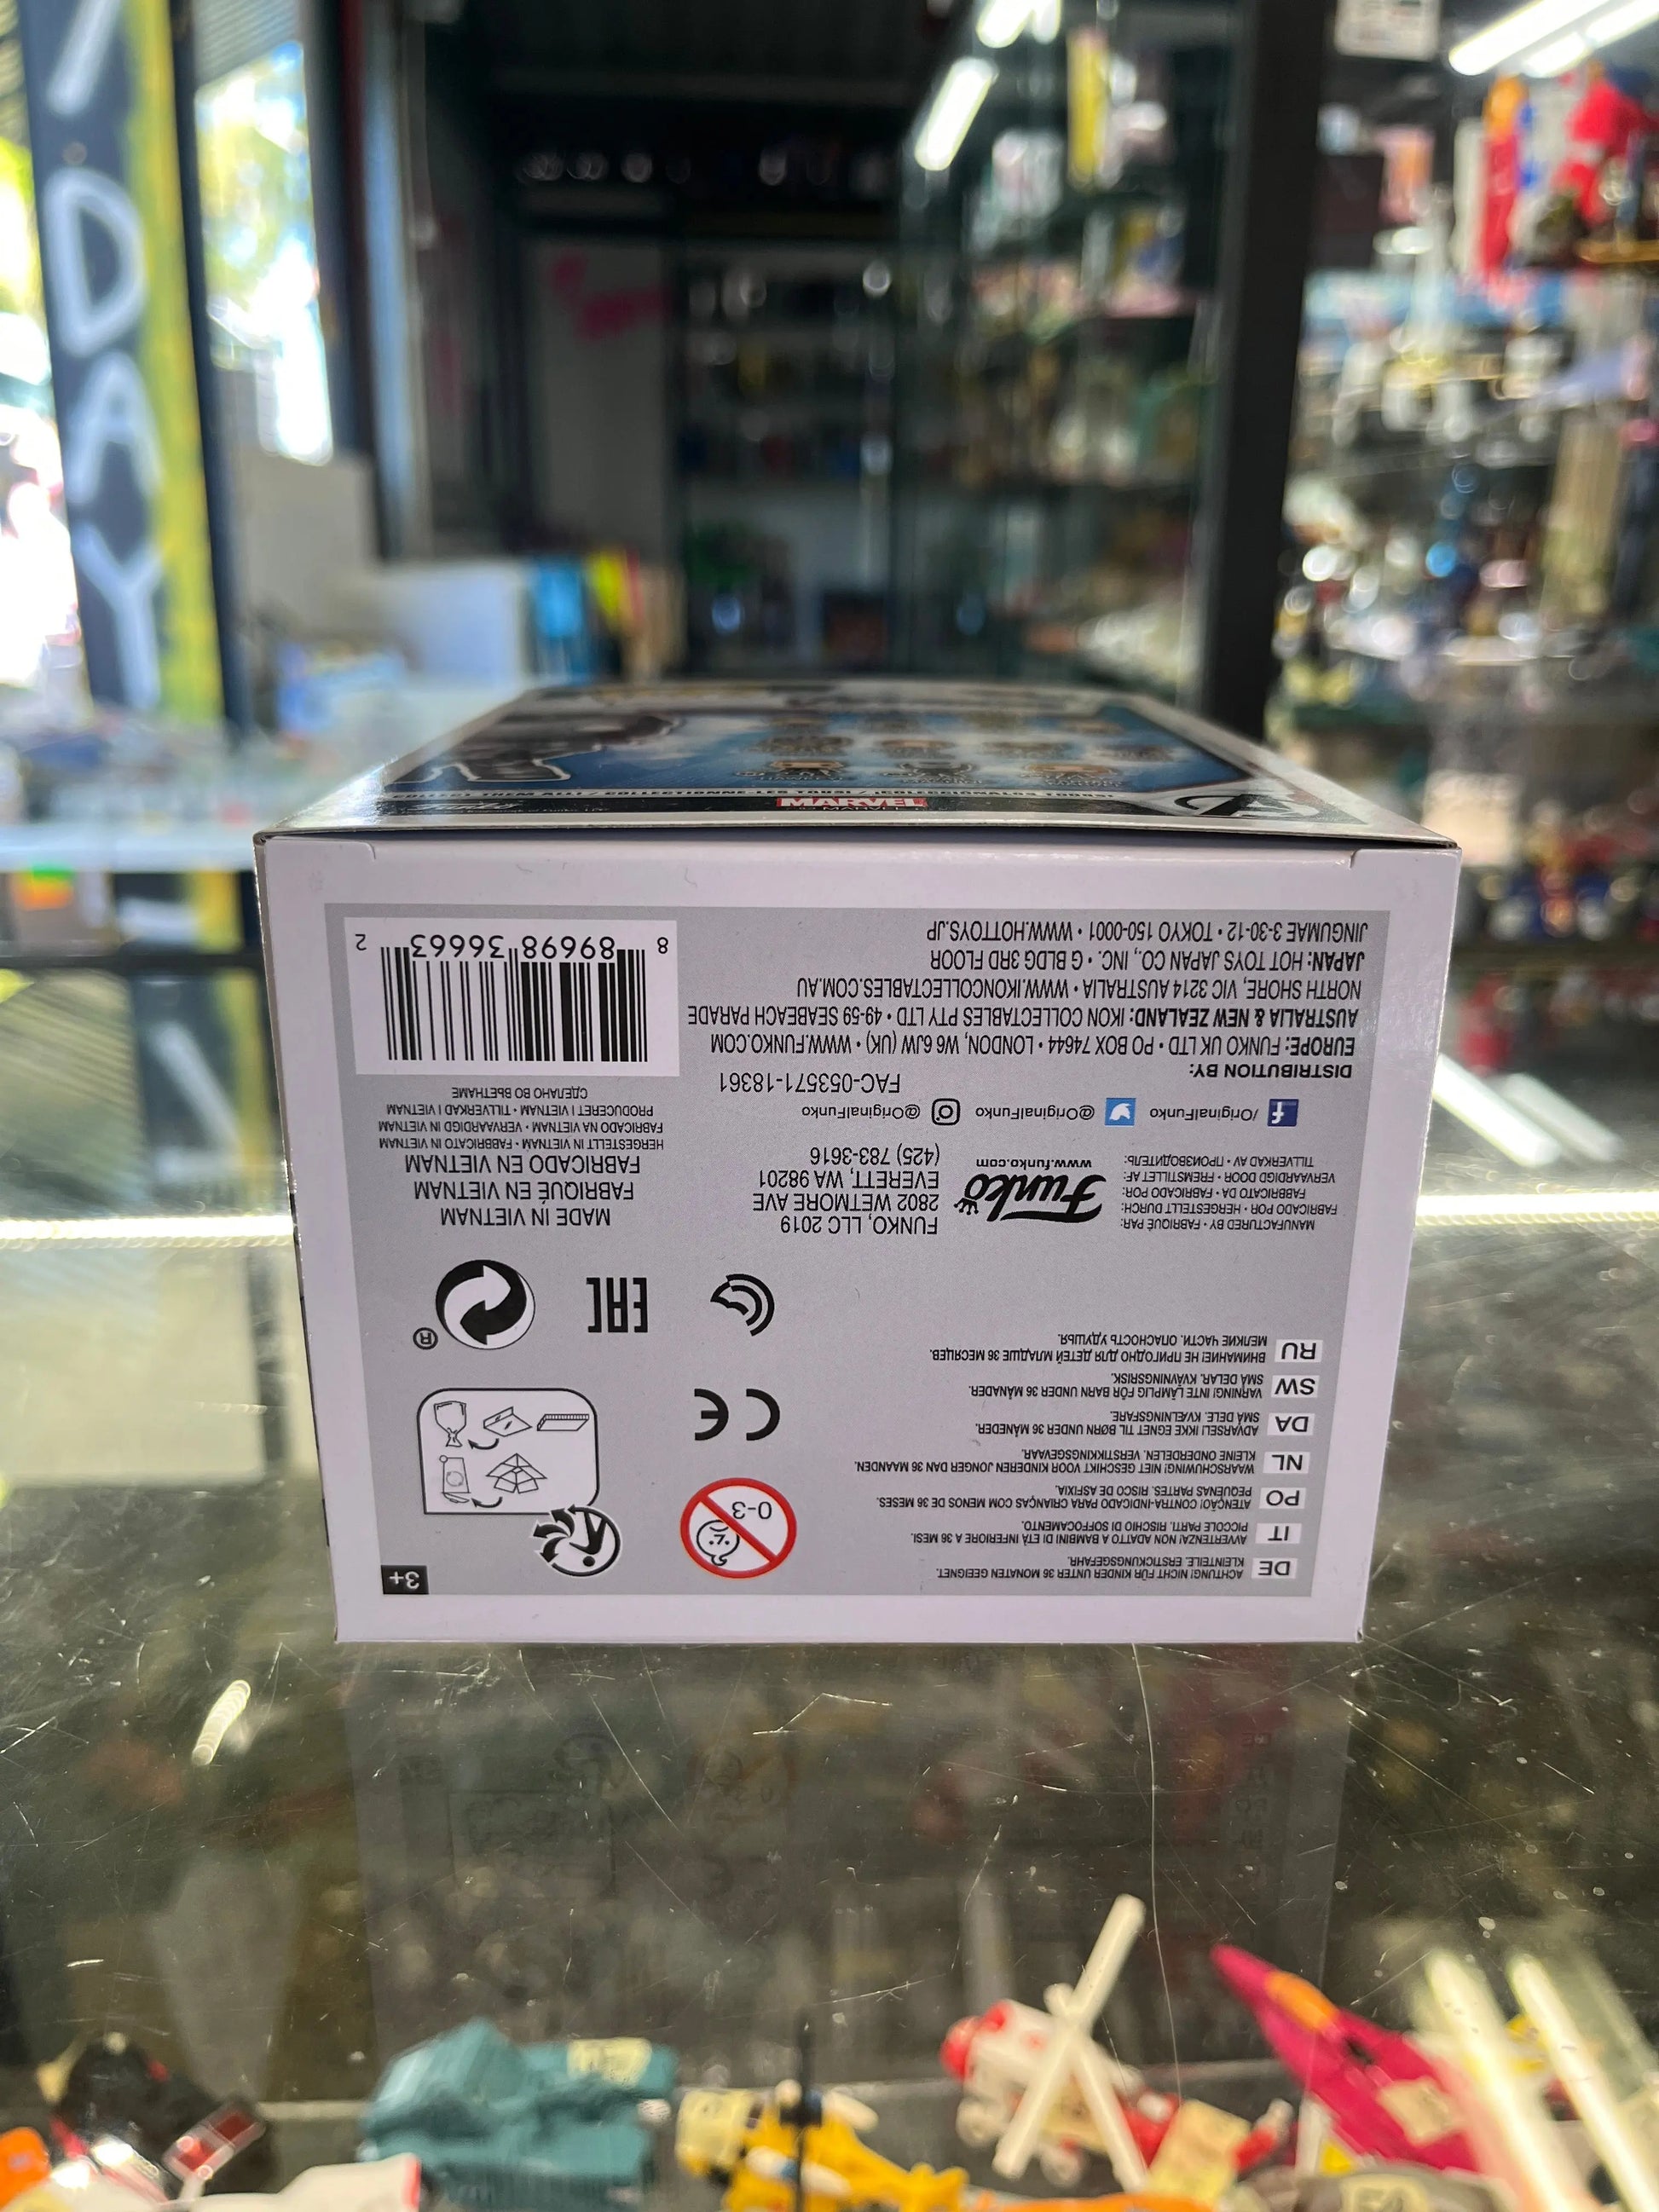 DE ACHTUNG! NICHT FÜR KINDER UNTER 36 MONATEN GEEIGNET.
KLEINTEILE. ERSTICKUNGSGEFAHR.
IT AVVERTENZA! NON ADATTO A BAMBINI DI ETÀ INFERIORE A 36 MESI.
PICCOLE PARTI. RISCHIO DI SOFFOCAMENTO.
PO ATENÇÃO! CONTRA-INDICADO PARA CRIANÇAS COM MENOS DE 36 MESES.
PEQUENAS PARTES. RISCO DE ASFIXIA.
NL WAARSCHUWING! NIET GESCHIKT VOOR KINDEREN JONGER DAN 36 MAANDEN.
KLEINE ONDERDELEN. VERSTIKKINGSGEVAAR.
DA ADVARSEL! IKKE EGNET TIL BØRN UNDER 36 MÅNEDER.
SMÅ DELE. KVÆLNINGSFARE.
SW VARNING! INTE LÄMPLIG FÖR BARN UNDER 36 MÅNADER.
SMÅ DELAR. KVÄVNINGSRISK.
RU ВНИМАНИЕ! НЕ ПРИГОДНО ДЛЯ ДЕТЕЙ МЛАДШЕ 36 МЕСЯЦЕВ.
МЕЛКИЕ ЧАСТИ. ОПАСНОСТЬ УДУШЬЯ.
0-3
3+
CE
EAC
®
MANUFACTURED BY • FABRIQUÉ PAR:
FABRICADO POR • HERGESTELLT DURCH:
FABBRICATO DA • FABRICADO POR:
VERVAARDIGD DOOR • FREMSTILLET AF:
TILLVERKAD AV • ПРОИЗВОДИТЕЛЬ:
Funko
www.funko.com
FUNKO, LLC 2019
2802 WETMORE AVE
EVERETT, WA 98201
(425) 783-3616
/OriginalFunko @OriginalFunko @OriginalFunko
FAC-053571-18361
DISTRIBUTION BY:
EUROPE: FUNKO UK LTD • PO BOX 74644 • LONDON, W6 6JW (UK) • WWW.FUNKO.COM
AUSTRALIA & NEW ZEALAND: IKON COLLECTABLES PTY LTD • 49-59 SEABEACH PARADE
NORTH SHORE, VIC 3214 AUSTRALIA • WWW.IKONCOLLECTABLES.COM.AU
JAPAN: HOT TOYS JAPAN CO., INC. • G BLDG 3RD FLOOR
JINGUMAE 3-30-12 • TOKYO 150-0001 • WWW.HOTTOYS.JP
MADE IN VIETNAM
FABRIQUÉ EN VIETNAM
FABRICADO EN VIETNAM
HERGESTELLT IN VIETNAM • FABBRICATO IN VIETNAM
FABRICADO NA VIETNAM • VERVAARDIGD IN VIETNAM
PRODUCERET I VIETNAM • TILLVERKAD I VIETNAM
СДЕЛАНО ВО ВЬЕТНАМЕ
8 89698 36663 2
MARVEL
DAY